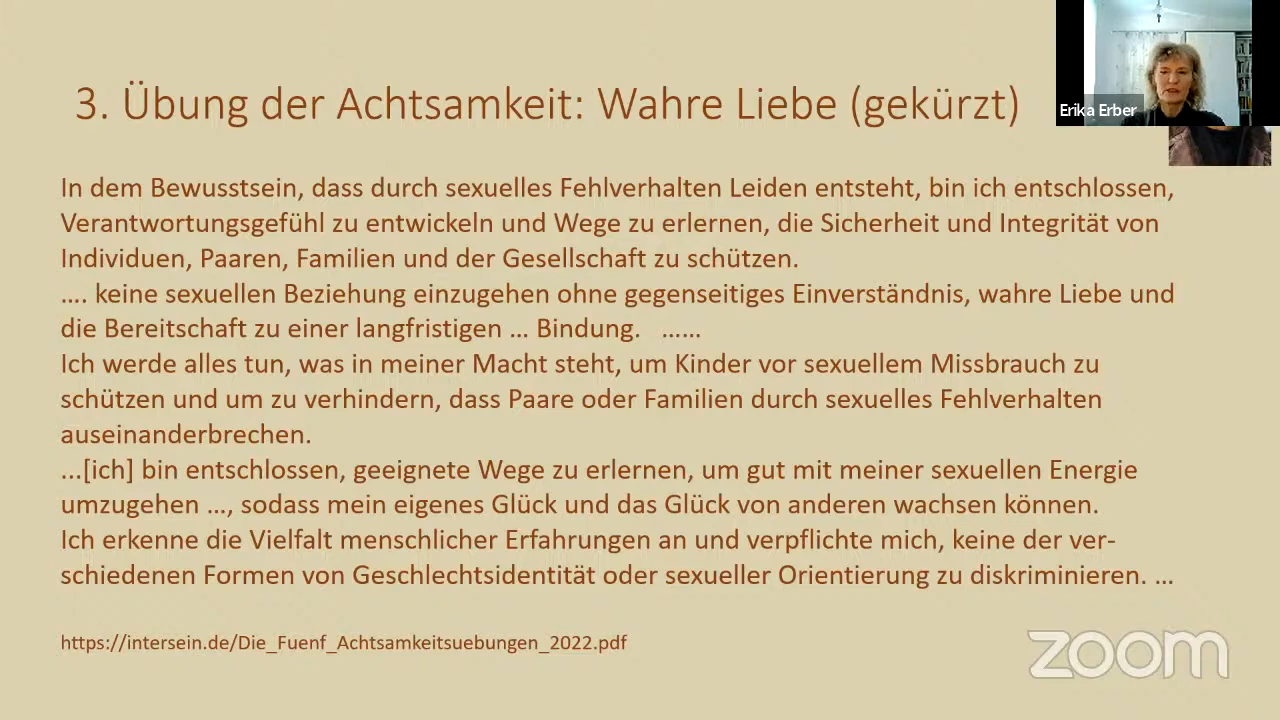 3. Übung der Achtsamkeit: Wahre Liebe (gekürzt)
Erika Erber
In dem Bewusstsein, dass durch sexuelles Fehlverhalten Leiden entsteht, bin ich entschlossen,
Verantwortungsgefühl zu entwickeln und Wege zu erlernen, die Sicherheit und Integrität von
Individuen, Paaren, Familien und der Gesellschaft zu schützen.
…. keine sexuellen Beziehung einzugehen ohne gegenseitiges Einverständnis, wahre Liebe und
die Bereitschaft zu einer langfristigen … Bindung.   ……
Ich werde alles tun, was in meiner Macht steht, um Kinder vor sexuellem Missbrauch zu
schützen und um zu verhindern, dass Paare oder Familien durch sexuelles Fehlverhalten
auseinanderbrechen.
...[ich] bin entschlossen, geeignete Wege zu erlernen, um gut mit meiner sexuellen Energie
umzugehen …, sodass mein eigenes Glück und das Glück von anderen wachsen können.
Ich erkenne die Vielfalt menschlicher Erfahrungen an und verpflichte mich, keine der ver-
schiedenen Formen von Geschlechtsidentität oder sexueller Orientierung zu diskriminieren. …
https://intersein.de/Die_Fuenf_Achtsamkeitsuebungen_2022.pdf
zoom